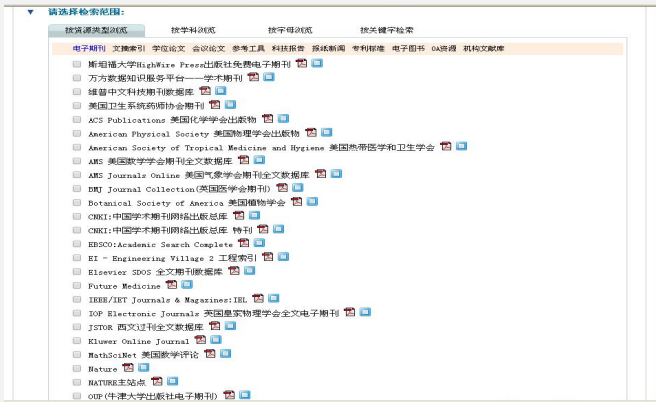 请选择检索范围:
按资源类型浏览 按学科浏览 按字母浏览 按关键字检索
电子期刊 文摘索引 学位论文 会议论文 参考工具 科技报告 报纸新闻 专利标准 电子图书 OA资源 机构文献库
斯坦福大学HighWire Press出版社免费电子期刊
万方数据知识服务平台——学术期刊
维普中文科技期刊数据库
美国卫生系统药师协会期刊
ACS Publications 美国化学学会出版物
American Physical Society 美国物理学会出版物
American Society of Tropical Medicine and Hygiene 美国热带医学和卫生学会
AMS 美国数学学会期刊全文数据库
AMS Journals Online 美国气象学会期刊全文数据库
BMJ Journal Collection(英国医学会期刊)
Botanical Society of America 美国植物学会
CNKI:中国学术期刊网络出版总库
CNKI:中国学术期刊网络出版总库 特刊
EBSCO:Academic Search Complete
EI - Engineering Village 2 工程索引
Elsevier SDOS 全文期刊数据库
Future Medicine
IEEE/IET Journals & Magazines:IEL
IOP Electronic Journals 英国皇家物理学会全文电子期刊
JSTOR 西文过刊全文数据库
Kluwer Online Journal
MathSciNet 美国数学评论
Nature
NATURE主站点
OUP(牛津大学出版社电子期刊)